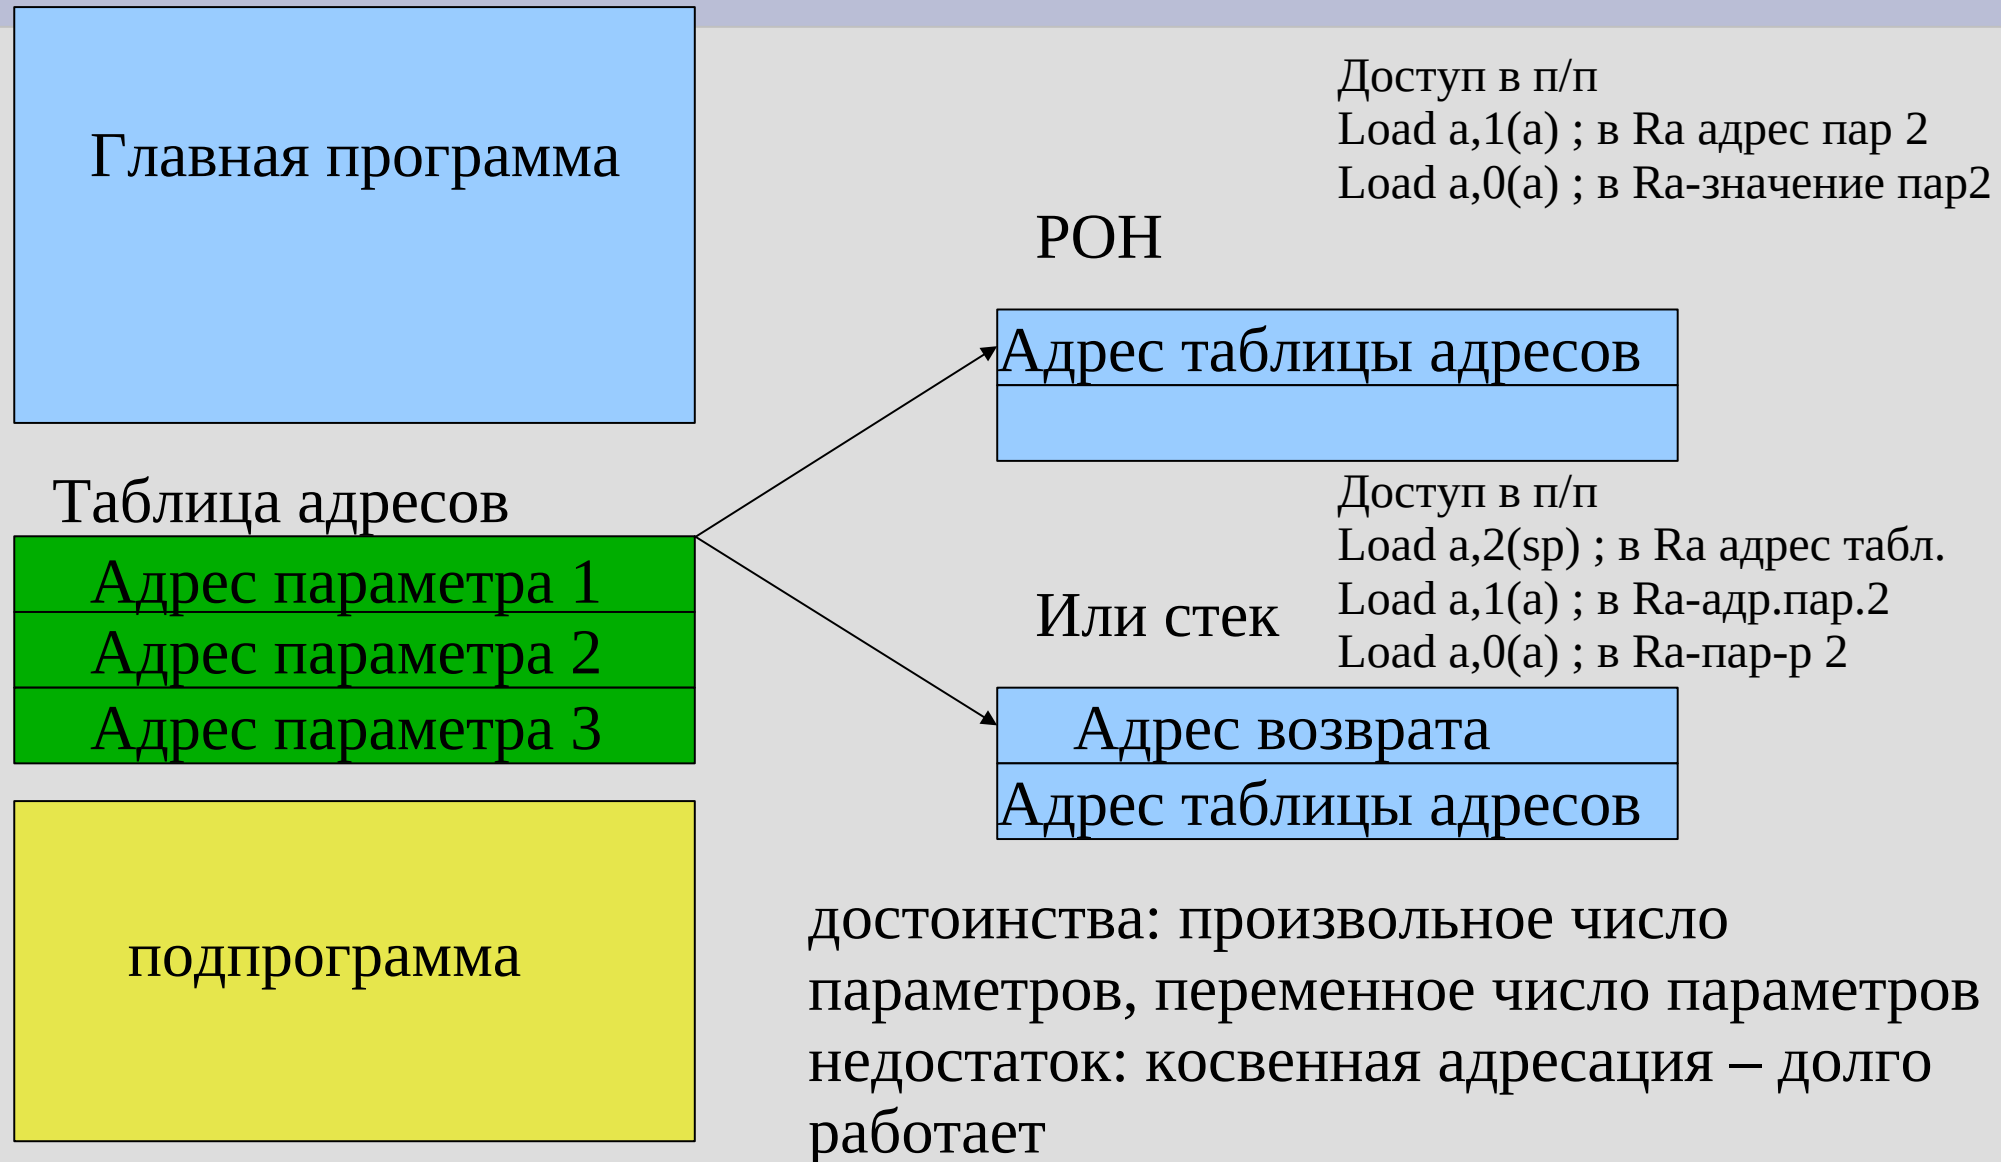 Главная программа
Таблица адресов
Адрес параметра 1
Адрес параметра 2
Адрес параметра 3
подпрограмма
Доступ в п/п
Load a,1(a) ; в Ra адрес пар 2
Load a,0(a) ; в Ra-значение пар2
РОН
Адрес таблицы адресов
Доступ в п/п
Load a,2(sp) ; в Ra адрес табл.
Load a,1(a) ; в Ra-адр.пар.2
Load a,0(a) ; в Ra-пар-р 2
Или стек
Адрес возврата
Адрес таблицы адресов
достоинства: произвольное число
параметров, переменное число параметров
недостаток: косвенная адресация – долго
работает